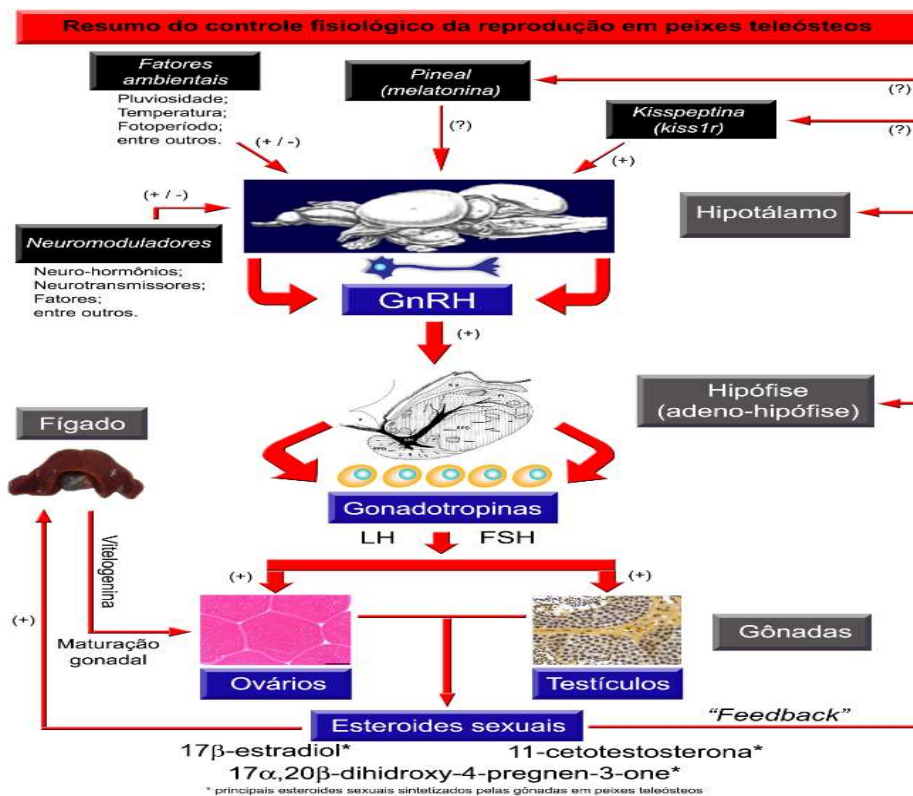 Resumo do controle fisiológico da reprodução em peixes teleósteos
Fatores
ambientais
Pluviosidade;
Temperatura;
Fotoperíodo;
entre outros.
(+ / -)
Pineal
(melatonina)
(?)
(?)
Kisspeptina
(kiss1r)
(?)
(+)
(+ / -)
Neuromoduladores
Neuro-hormônios;
Neurotransmissores;
Fatores;
entre outros.
Hipotálamo
GnRH
(+)
Hipófise
(adeno-hipófise)
Fígado
Gonadotropinas
LH
FSH
(+)
(+)
Vitelogenina
(+)
Maturação
gonadal
Gônadas
Ovários
Testículos
Esteroides sexuais
"Feedback"
17β-estradiol*
11-cetotestosterona*
17α,20β-dihidroxy-4-pregnen-3-one*
* principais esteroides sexuais sintetizados pelas gônadas em peixes teleósteos